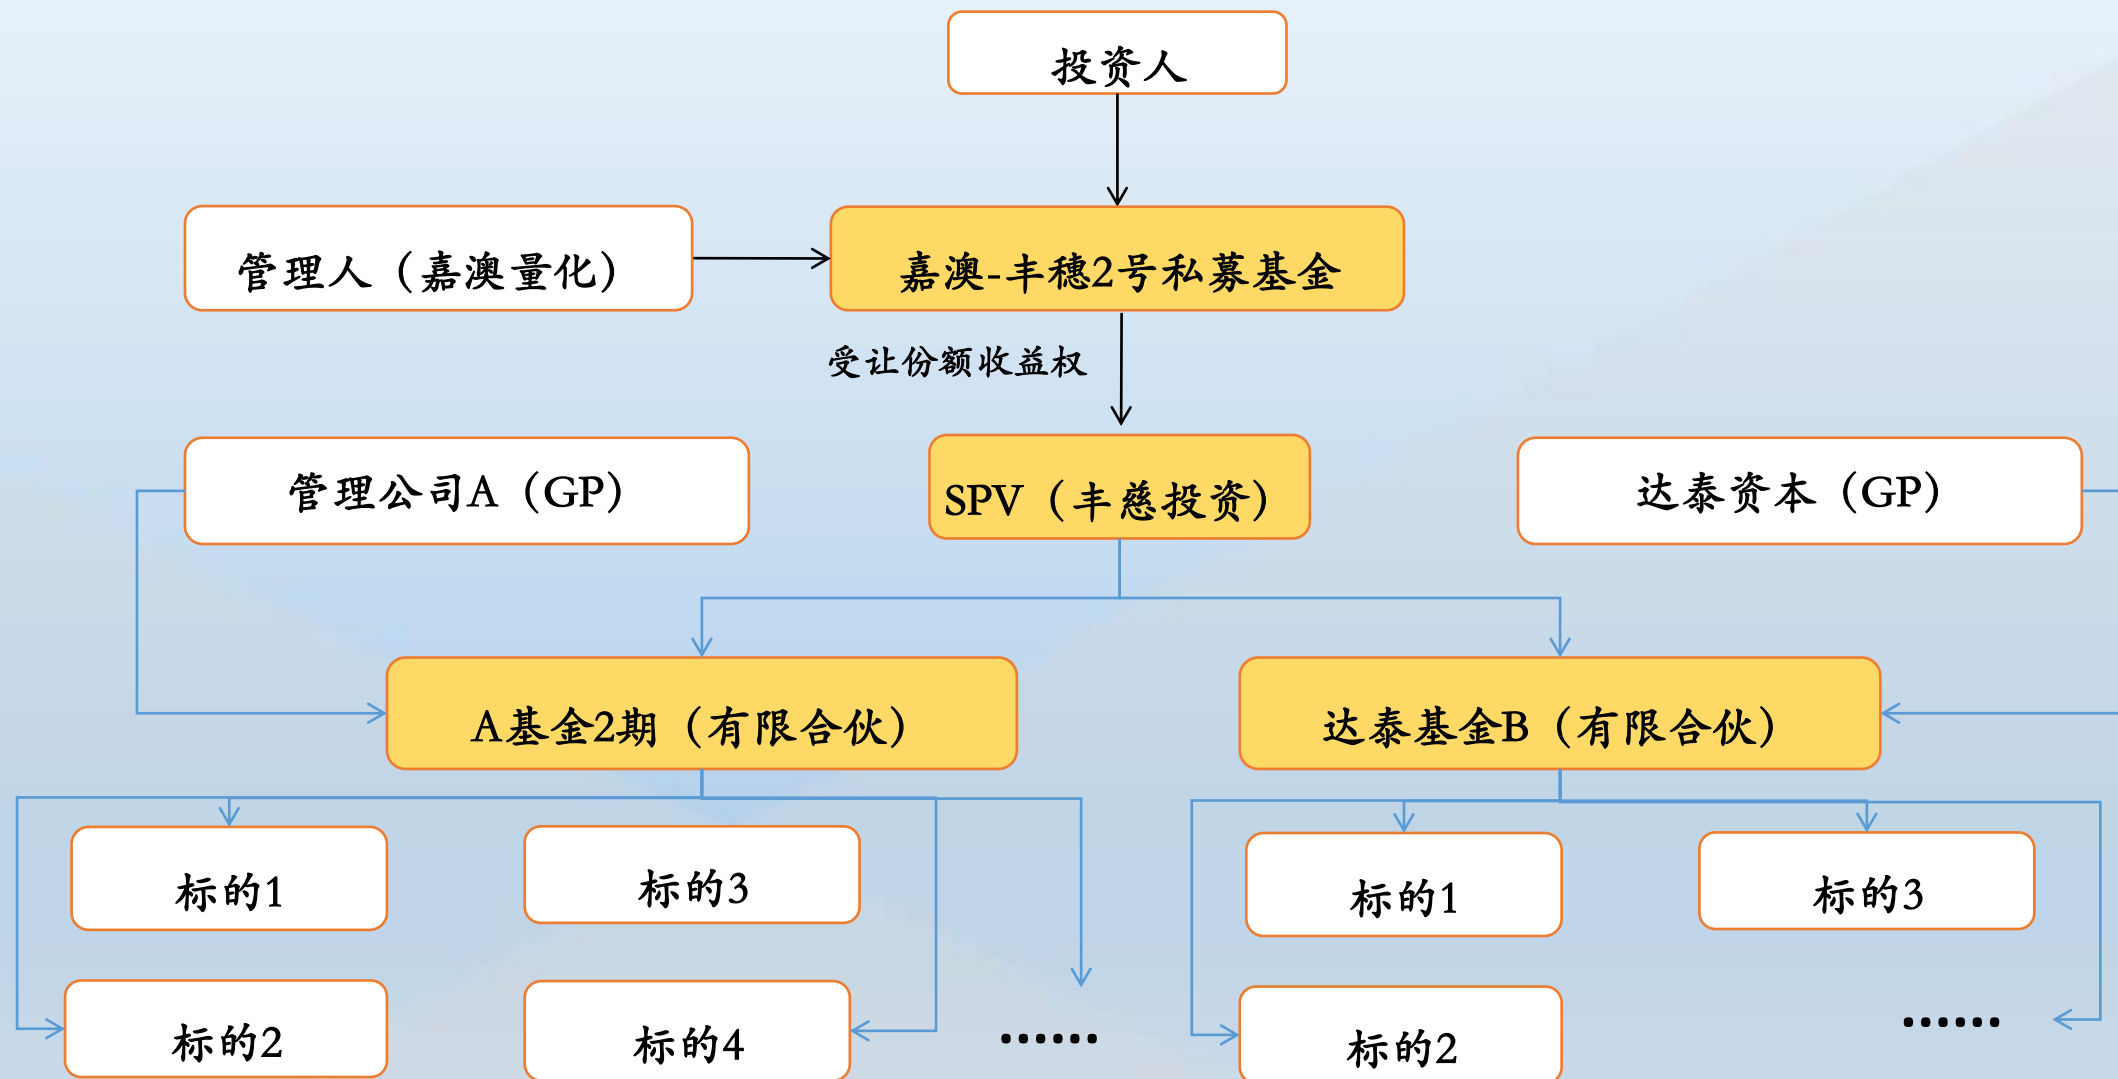 投资人
管理人（嘉澳量化）
嘉澳-丰穗2号私募基金
受让份额收益权
管理公司A（GP）
SPV（丰慈投资）
达泰资本（GP）
A基金2期（有限合伙）
达泰基金B（有限合伙）
标的1
标的3
标的1
标的3
标的2
标的4
......
标的2
......